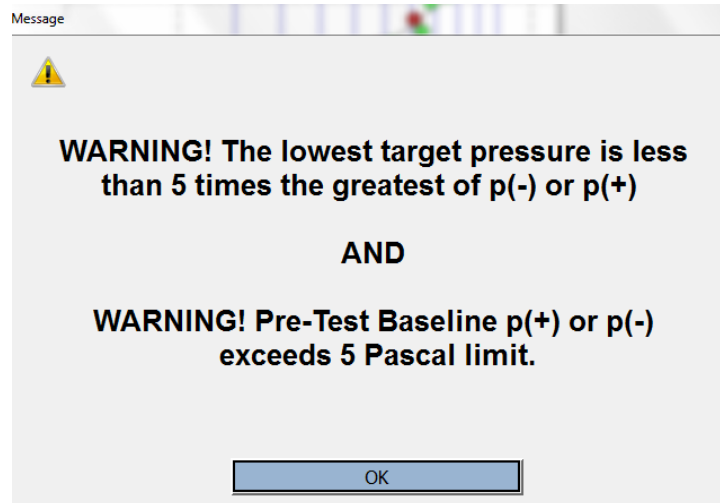 Message
WARNING! The lowest target pressure is less
than 5 times the greatest of p(-) or p(+)
AND
WARNING! Pre-Test Baseline p(+) or p(-)
exceeds 5 Pascal limit.
OK